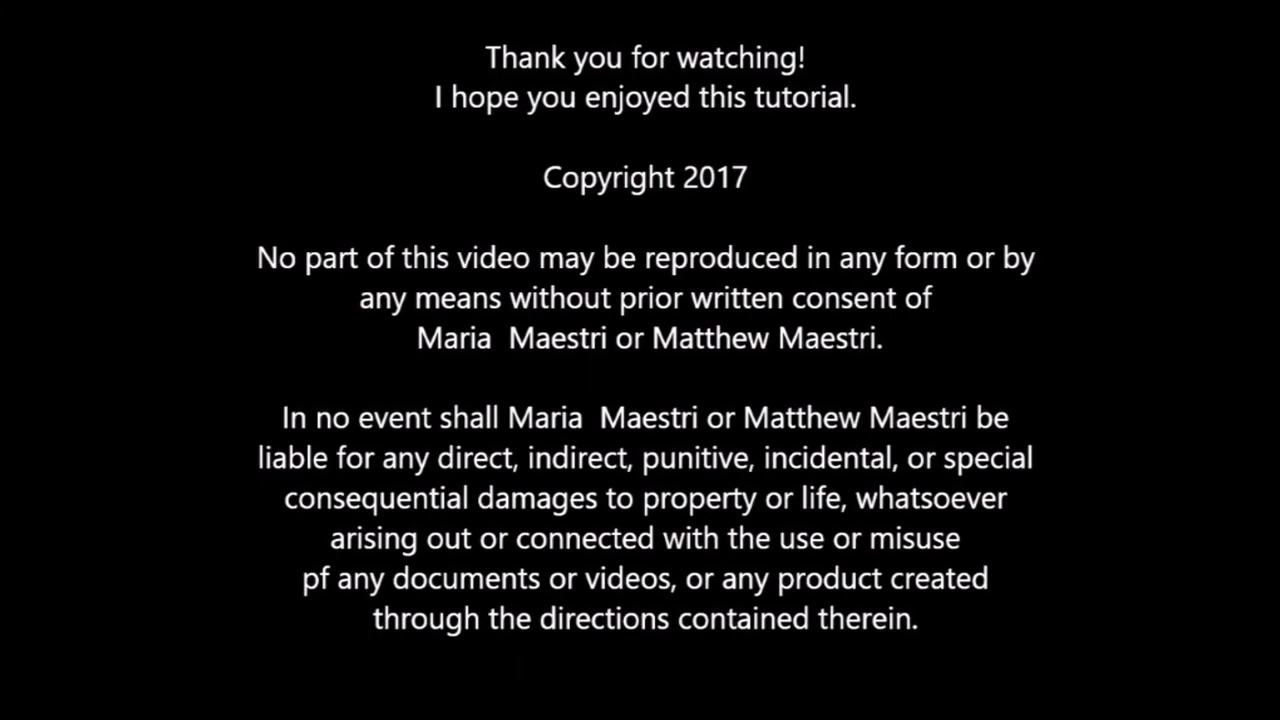 Thank you for watching!
I hope you enjoyed this tutorial.
Copyright 2017
No part of this video may be reproduced in any form or by
any means without prior written consent of
Maria  Maestri or Matthew Maestri.
In no event shall Maria  Maestri or Matthew Maestri be
liable for any direct, indirect, punitive, incidental, or special
consequential damages to property or life, whatsoever
arising out or connected with the use or misuse
pf any documents or videos, or any product created
through the directions contained therein.